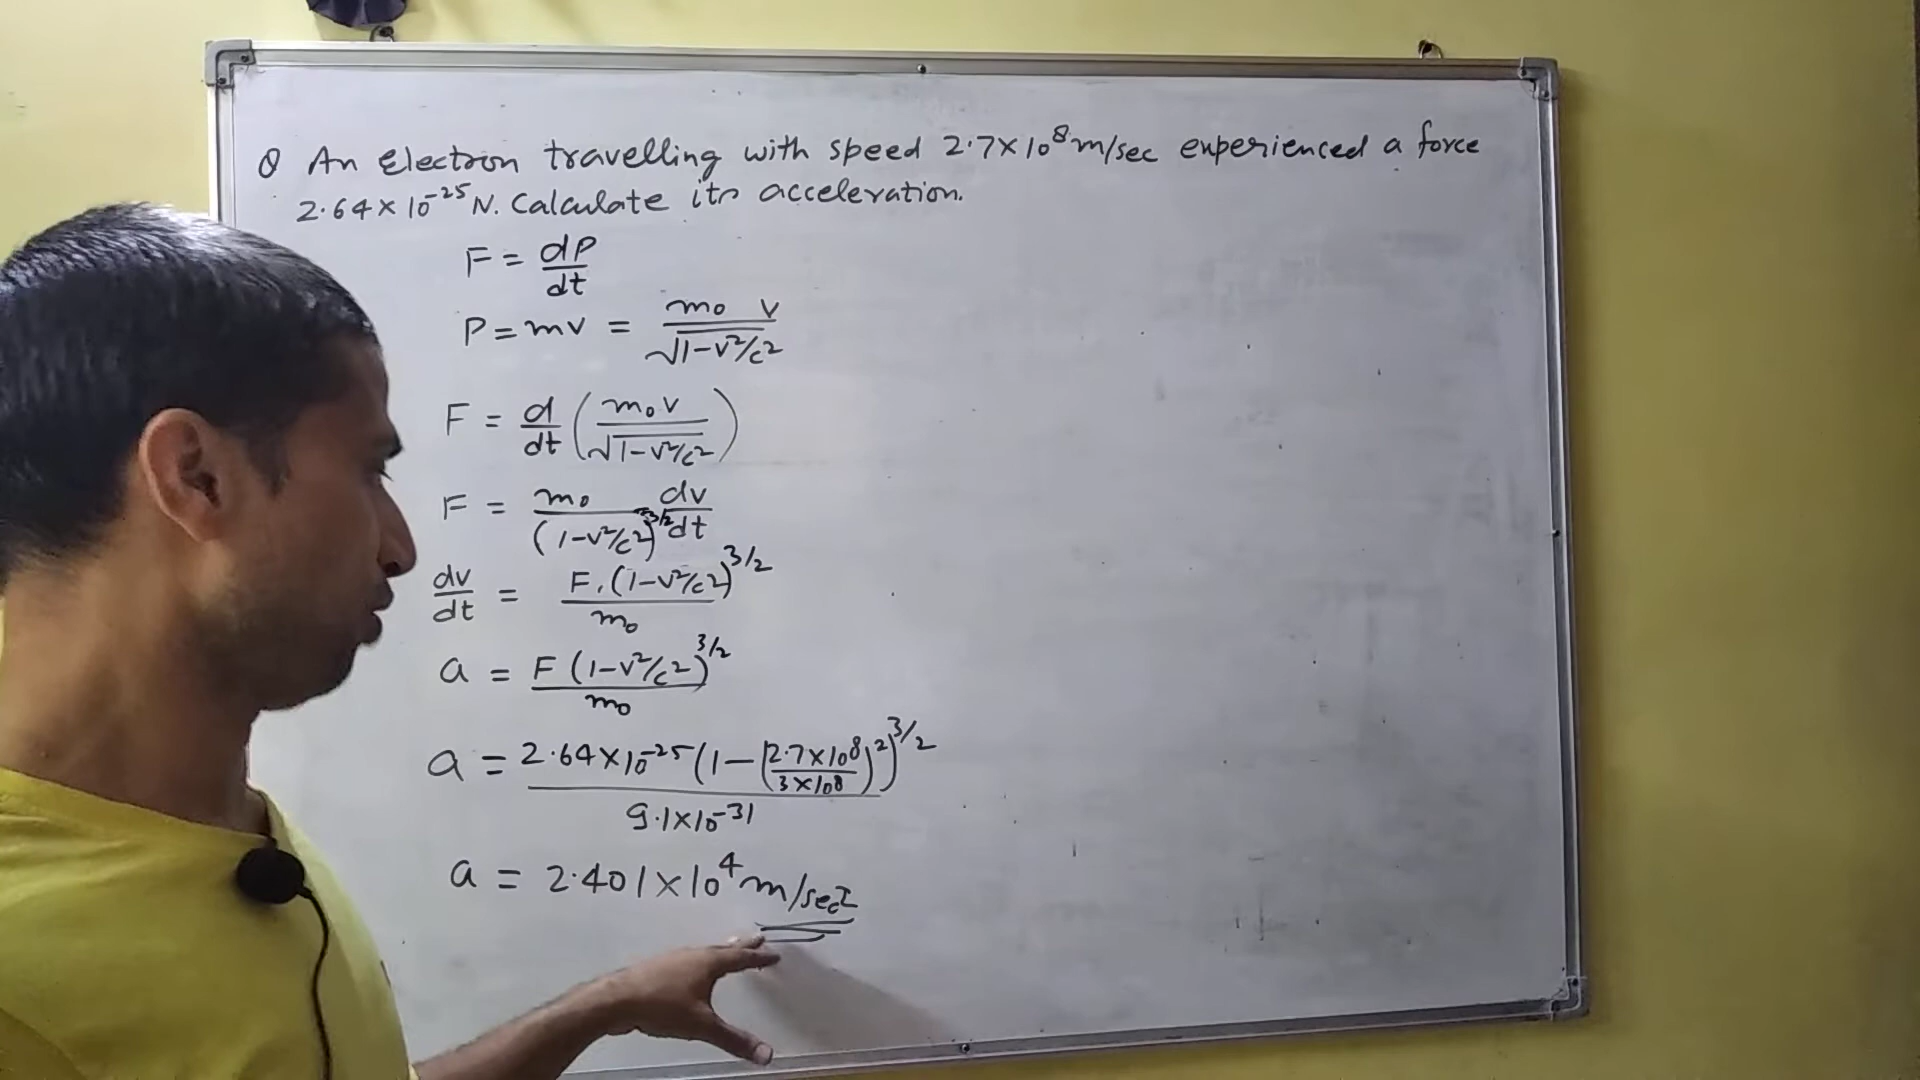 Q An electron travelling with speed 2.7×10⁸m/sec experienced a force
2.64×10⁻²⁵N. Calculate its acceleration.
F = dP/dt
P = mv = m₀ v/√(1-v²/c²)
F = d/dt (m₀v/√(1-v²/c²))
F = m₀/(1-v²/c²)^3/2 dv/dt
dv/dt = F.(1-v²/c²)^3/2/m₀
a = F(1-v²/c²)^3/2/m₀
a = 2.64×10⁻²⁵(1-(2.7×10⁸/3×10⁸)²)^3/2/9.1×10⁻³¹
a = 2.401×10⁴m/sec²